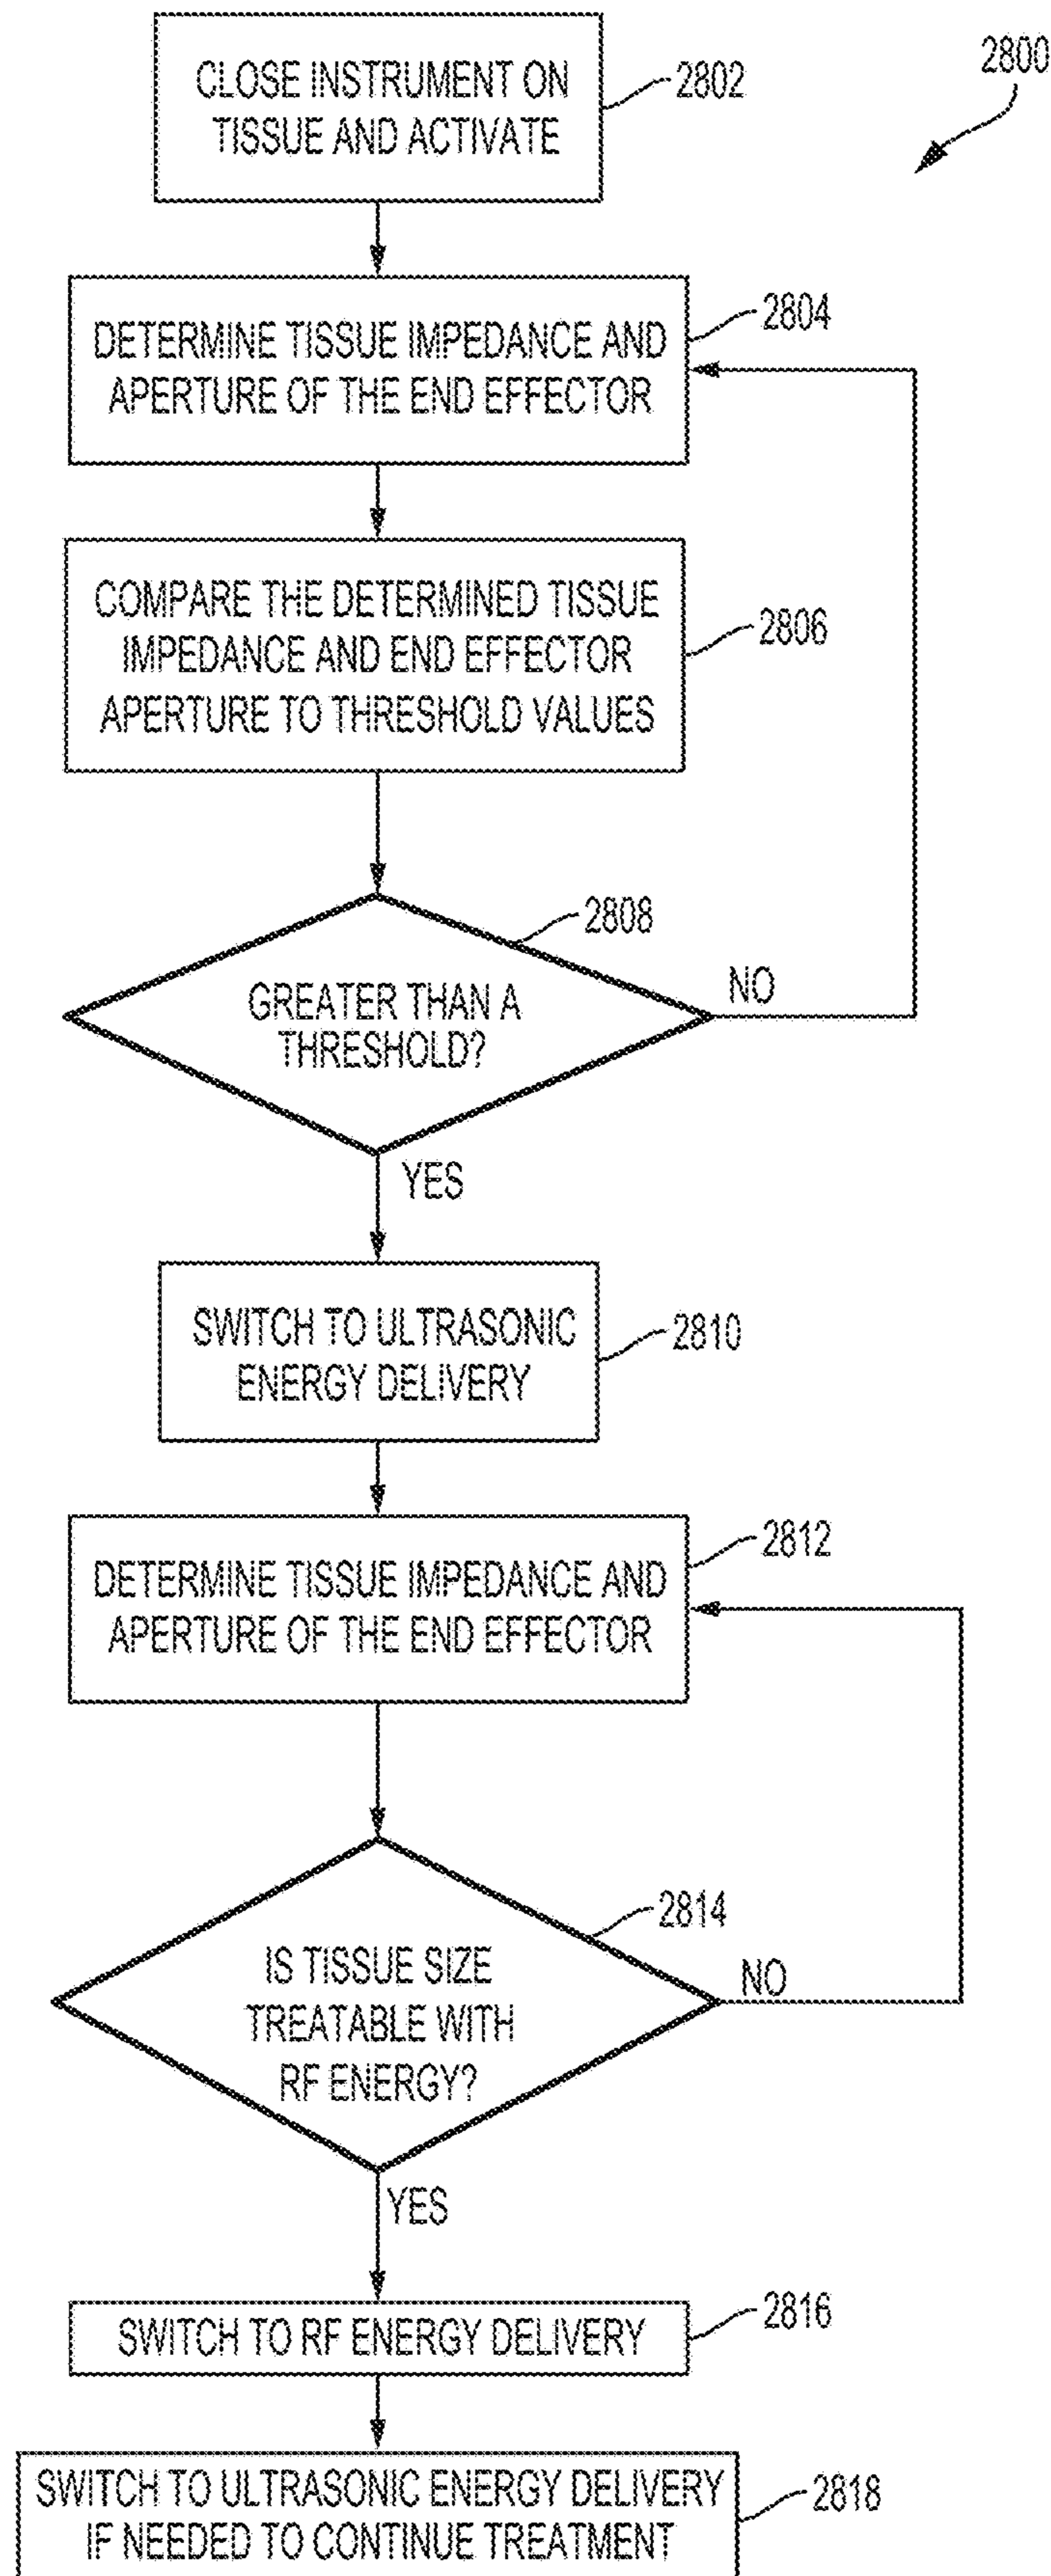 2800
CLOSE INSTRUMENT ON
TISSUE AND ACTIVATE
2802
DETERMINE TISSUE IMPEDANCE AND
APERTURE OF THE END EFFECTOR
2804
COMPARE THE DETERMINED TISSUE
IMPEDANCE AND END EFFECTOR
APERTURE TO THRESHOLD VALUES
2806
GREATER THAN A
THRESHOLD?
2808
NO
YES
SWITCH TO ULTRASONIC
ENERGY DELIVERY
2810
DETERMINE TISSUE IMPEDANCE AND
APERTURE OF THE END EFFECTOR
2812
IS TISSUE SIZE
TREATABLE WITH
RF ENERGY?
2814
NO
YES
SWITCH TO RF ENERGY DELIVERY
2816
SWITCH TO ULTRASONIC ENERGY DELIVERY
IF NEEDED TO CONTINUE TREATMENT
2818